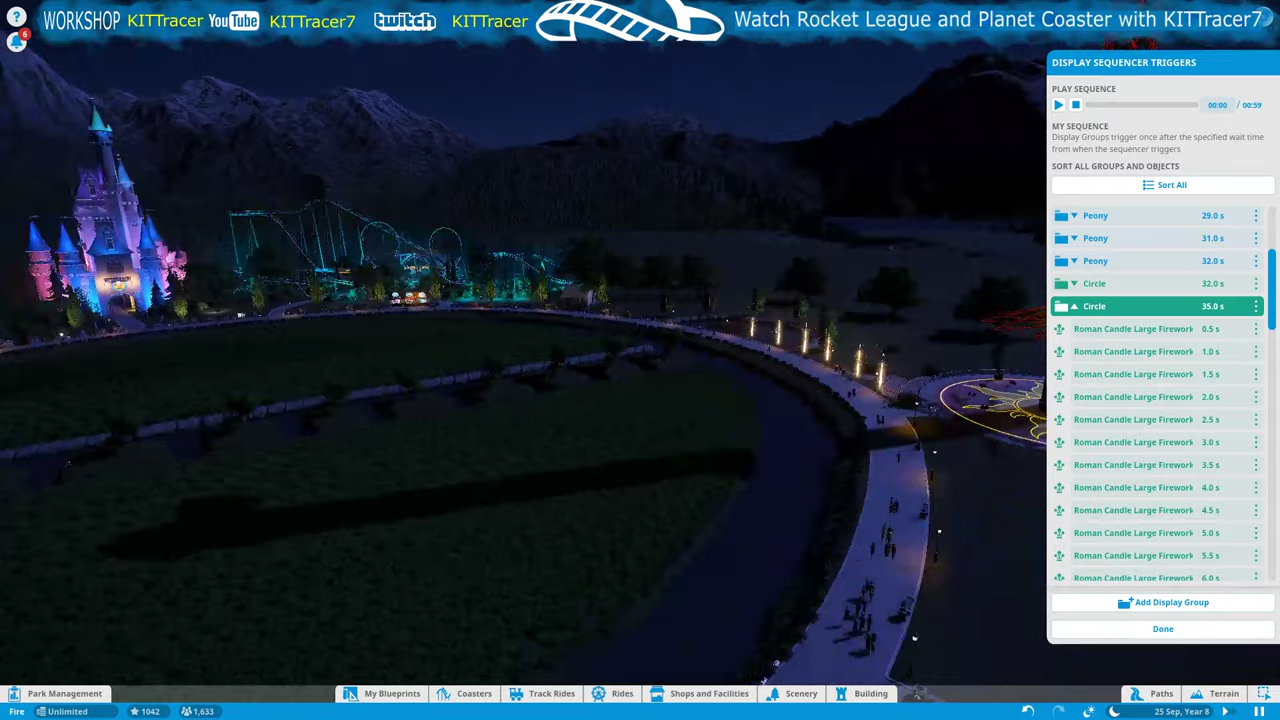 WORKSHOP KITTracer YouTube KITTracer7 twitch KITTracer
Watch Rocket League and Planet Coaster with KITTracer7
?
6
DISPLAY SEQUENCER TRIGGERS
PLAY SEQUENCE
00:00 / 00:59
MY SEQUENCE
Display Groups trigger once after the specified wait time
from when the sequencer triggers
SORT ALL GROUPS AND OBJECTS
Sort All
Peony 29.0 s
Peony 31.0 s
Peony 32.0 s
Circle 32.0 s
Circle 35.0 s
Roman Candle Large Firework 0.5 s
Roman Candle Large Firework 1.0 s
Roman Candle Large Firework 1.5 s
Roman Candle Large Firework 2.0 s
Roman Candle Large Firework 2.5 s
Roman Candle Large Firework 3.0 s
Roman Candle Large Firework 3.5 s
Roman Candle Large Firework 4.0 s
Roman Candle Large Firework 4.5 s
Roman Candle Large Firework 5.0 s
Roman Candle Large Firework 5.5 s
Roman Candle Large Firework 6.0 s
Add Display Group
Done
Park Management My Blueprints Coasters Track Rides Rides Shops and Facilities Scenery Building Paths Terrain
Fire Unlimited 1042 1,633 25 Sep, Year 8